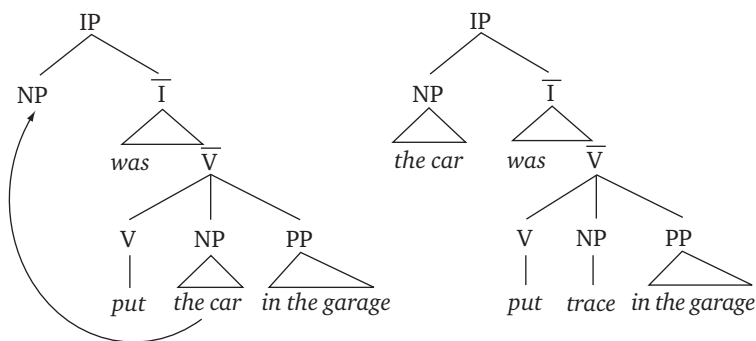 IP IP
NP I̅ NP I̅
was the car was
V̅ V̅
V NP PP V NP PP
put the car in the garage put trace in the garage